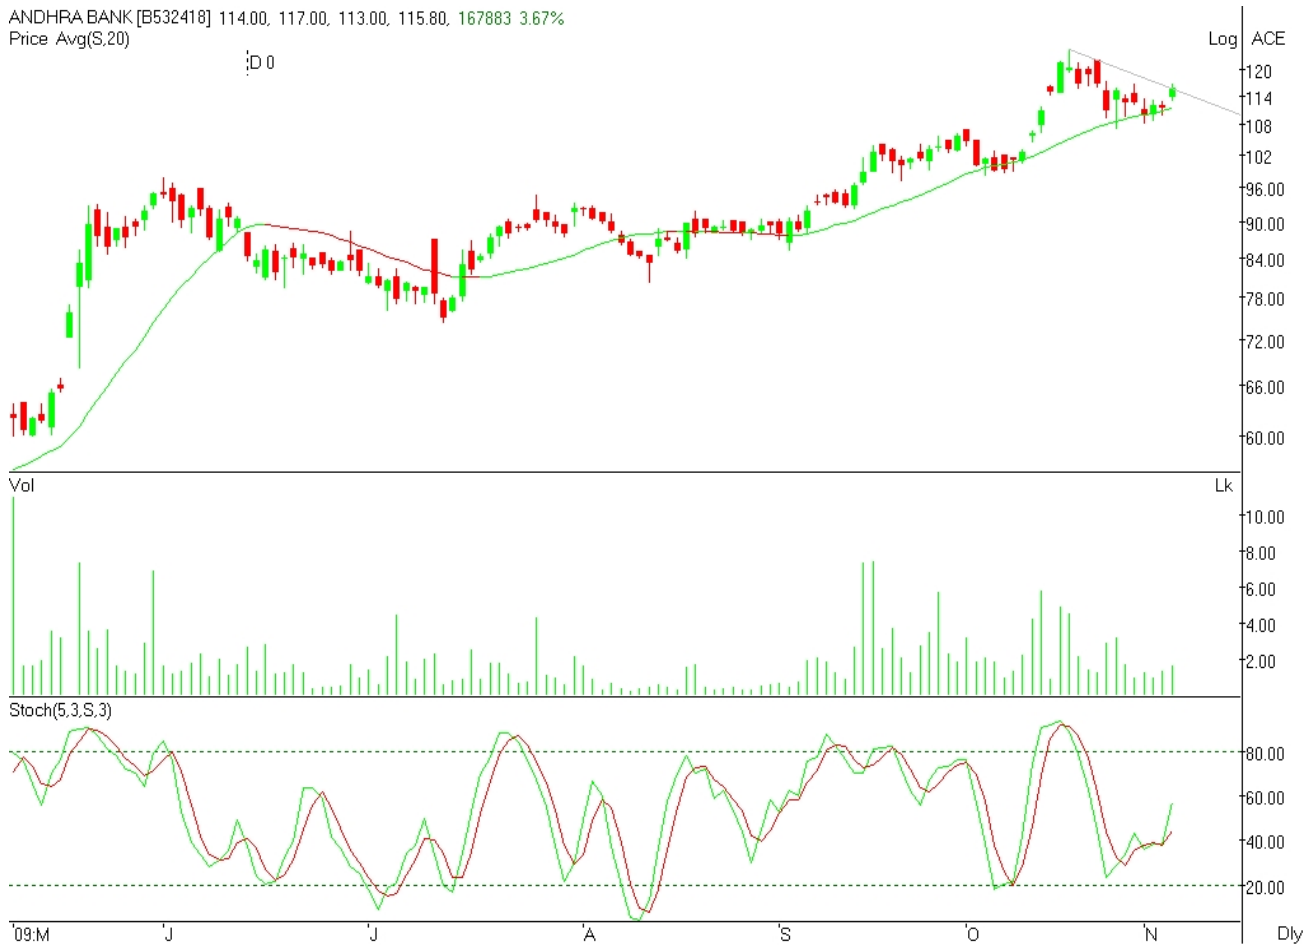 ANDHRA BANK [B532418] 114.00, 117.00, 113.00, 115.80, 167883 3.67%
Price Avg(S,20)
Log ACE
D 0
120
114
108
102
96.00
90.00
84.00
78.00
72.00
66.00
60.00
Vol Lk
10.00
8.00
6.00
4.00
2.00
Stoch(5,3,S,3)
80.00
60.00
40.00
20.00
'09:M J J A S O N Dly